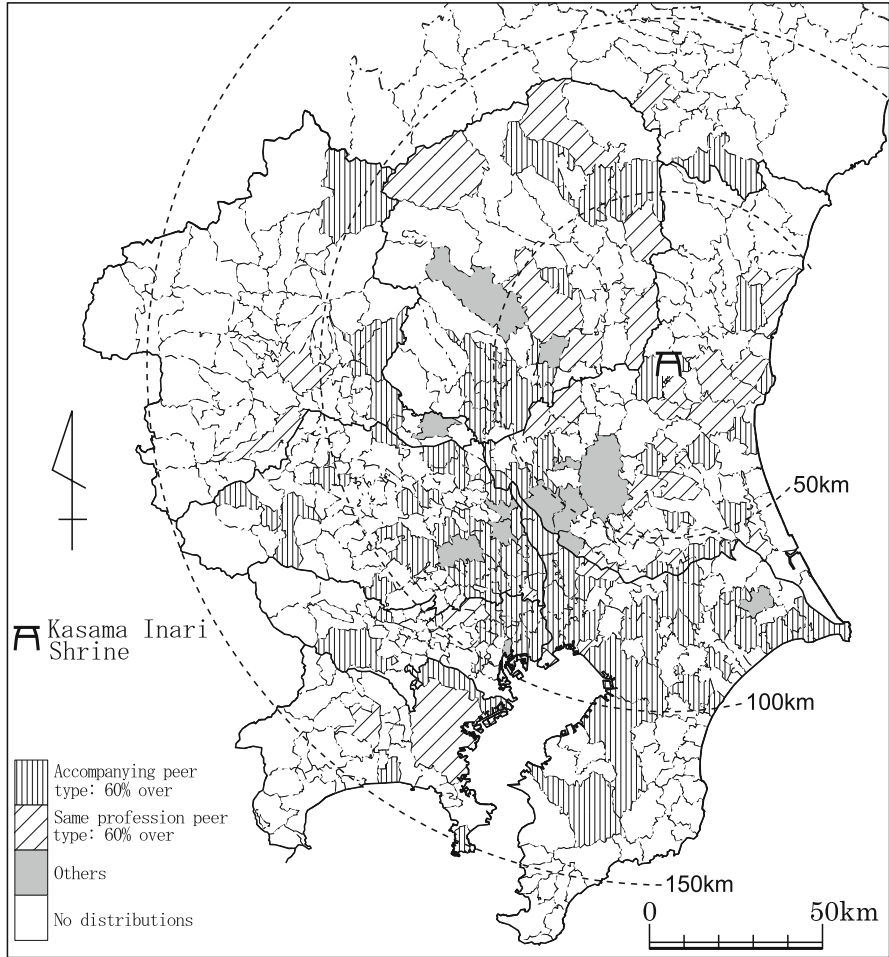 50km
Kasama Inari
Shrine
100km
Accompanying peer
type: 60% over
Same profession peer
type: 60% over
Others
No distributions
150km
0 50km